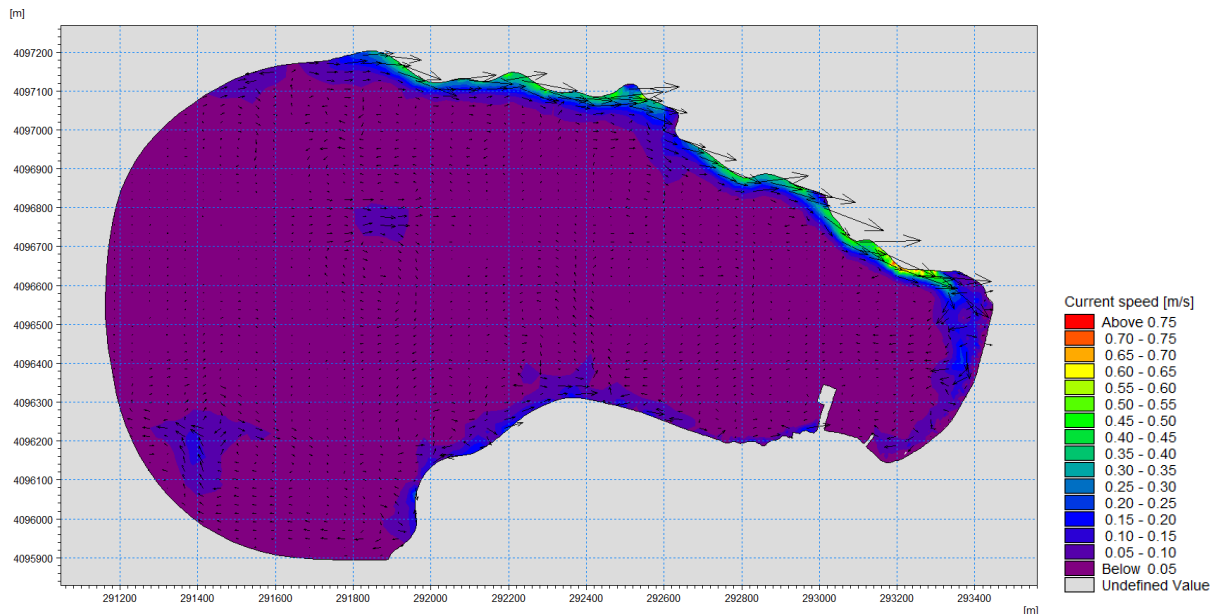 [m]
4097200
4097100
4097000
4096900
4096800
4096700
4096600
4096500
4096400
4096300
4096200
4096100
4096000
4095900
291200 291400 291600 291800 292000 292200 292400 292600 292800 293000 293200 293400
[m]
Current speed [m/s]
Above 0.75
0.70 - 0.75
0.65 - 0.70
0.60 - 0.65
0.55 - 0.60
0.50 - 0.55
0.45 - 0.50
0.40 - 0.45
0.35 - 0.40
0.30 - 0.35
0.25 - 0.30
0.20 - 0.25
0.15 - 0.20
0.10 - 0.15
0.05 - 0.10
Below 0.05
Undefined Value